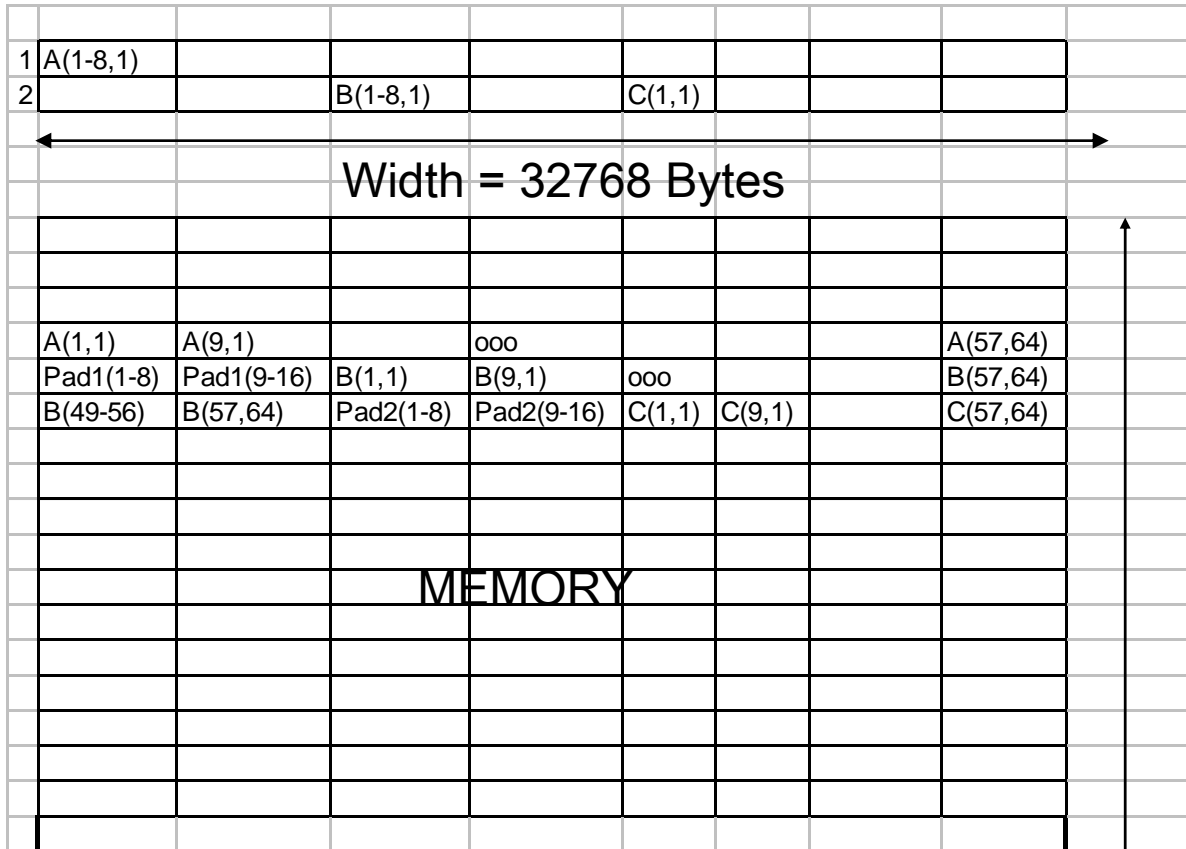 1 A(1-8,1)
2 B(1-8,1) C(1,1)
Width = 32768 Bytes
A(1,1) A(9,1) ooo A(57,64)
Pad1(1-8) Pad1(9-16) B(1,1) B(9,1) ooo B(57,64)
B(49-56) B(57,64) Pad2(1-8) Pad2(9-16) C(1,1) C(9,1) C(57,64)
MEMORY